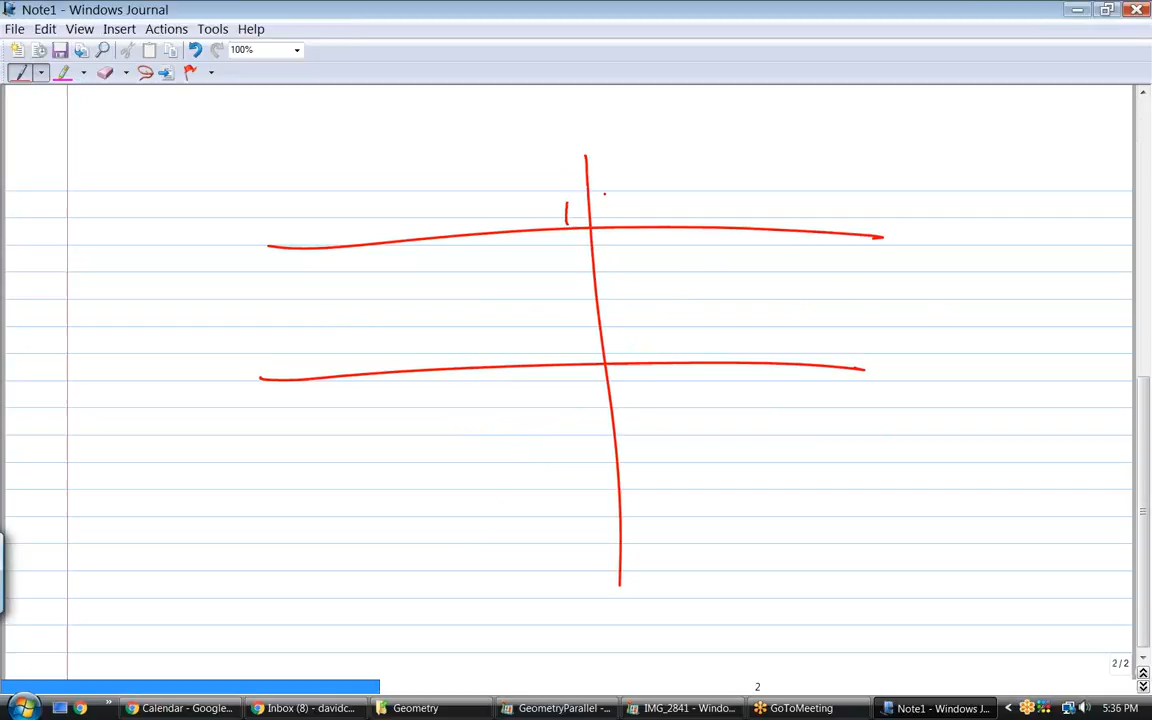 Note1 - Windows Journal
File Edit View Insert Actions Tools Help
100%
1
2/2
2
Calendar - Google...
Inbox (8) - davidc...
Geometry
GeometryParallel -...
IMG_2841 - Windo...
GoToMeeting
Note1 - Windows J...
5:36 PM